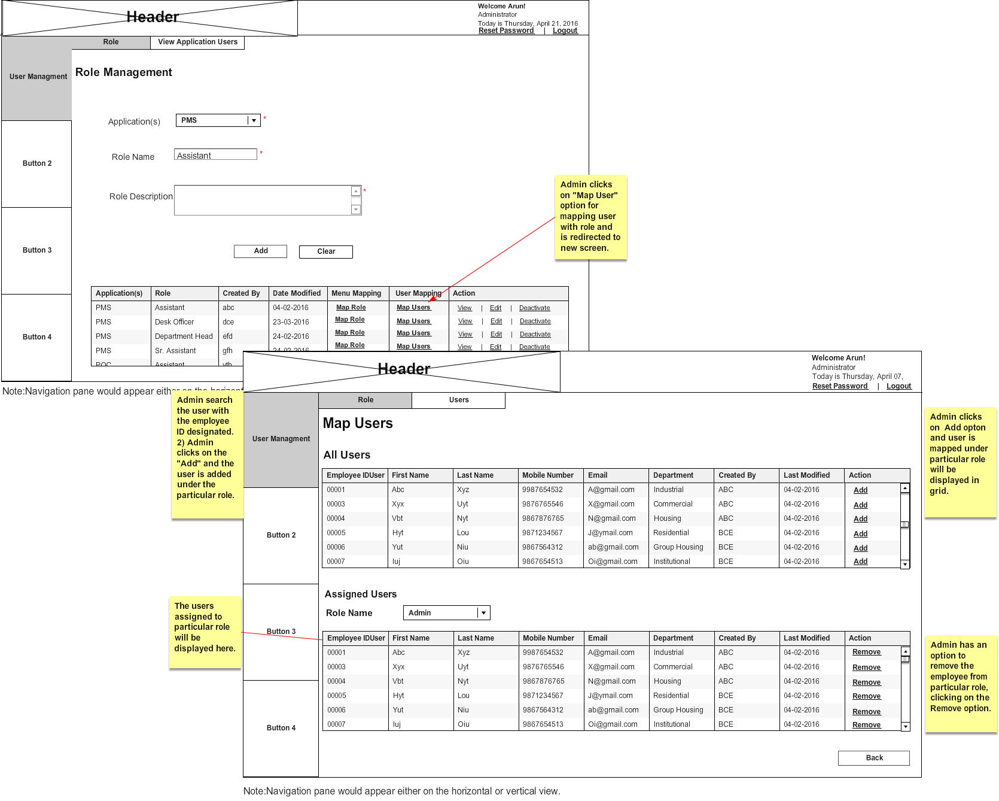 Header
Welcome Arun!
Administrator
Today is Thursday, April 21, 2016
Reset Password | Logout
Role View Application Users
User Managment
Role Management
Application(s) PMS *
Button 2
Role Name Assistant *
Role Description *
Button 3
Add Clear
Admin clicks
on "Map User"
option for
mapping user
with role and
is redirected to
new screen.
Application(s) Role Created By Date Modified Menu Mapping User Mapping Action
PMS Assistant abc 04-02-2016 Map Role Map Users View | Edit | Deactivate
PMS Desk Officer dce 23-03-2016 Map Role Map Users View | Edit | Deactivate
PMS Department Head efd 24-02-2016 Map Role Map Users View | Edit | Deactivate
PMS Sr. Assistant gfh 24-02-2016 Map Role Map Users View | Edit | Deactivate
Assistant
Button 4
Note:Navigation pane would appear either on the
Header
Welcome Arun!
Administrator
Today is Thursday, April 07,
Reset Password | Logout
Role Users
User Managment
Map Users
Admin search
the user with
the employee
ID designated.
2) Admin
clicks on the
"Add" and the
user is added
under the
particular role.
Admin clicks
on Add opton
and user is
mapped under
particular role
will be
displayed in
grid.
All Users
Employee IDUser First Name Last Name Mobile Number Email Department Created By Last Modified Action
00001 Abc Xyz 9987654532 A@gmail.com Industrial ABC 04-02-2016 Add
00003 Xyx Uyt 9876765546 X@gmail.com Commercial ABC 04-02-2016 Add
00004 Vbt Nyt 9867876765 N@gmail.com Housing ABC 04-02-2016 Add
00005 Hyt Lou 9871234567 J@ymail.com Residential BCE 04-02-2016 Add
00006 Yut Niu 9867564312 ab@gmail.com Group Housing BCE 04-02-2016 Add
00007 Iuj Oiu 9867654513 Oi@gmail.com Institutional BCE 04-02-2016 Add
Button 2
Assigned Users
Role Name Admin
The users
assigned to
particular role
will be
displayed here.
Button 3
Employee IDUser First Name Last Name Mobile Number Email Department Created By Last Modified Action
00001 Abc Xyz 9987654532 A@gmail.com Industrial ABC 04-02-2016 Remove
00003 Xyx Uyt 9876765546 X@gmail.com Commercial ABC 04-02-2016 Remove
00004 Vbt Nyt 9867876765 N@gmail.com Housing ABC 04-02-2016 Remove
00005 Hyt Lou 9871234567 J@ymail.com Residential BCE 04-02-2016 Remove
00006 Yut Niu 9867564312 ab@gmail.com Group Housing BCE 04-02-2016 Remove
00007 Iuj Oiu 9867654513 Oi@gmail.com Institutional BCE 04-02-2016 Remove
Admin has an
option to
remove the
employee from
particular role,
clicking on the
Remove option.
Button 4
Back
Note:Navigation pane would appear either on the horizontal or vertical view.